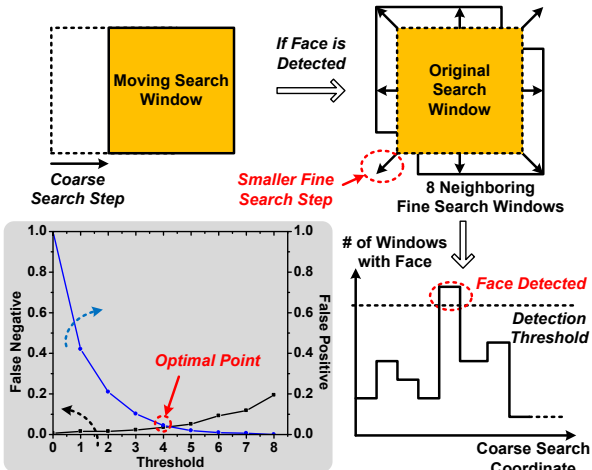 Moving Search
Window
Coarse
Search Step
If Face is
Detected
Original
Search
Window
Smaller Fine
Search Step
8 Neighboring
Fine Search Windows
1.0
0.8
0.6
0.4
0.2
0.0
1.0
0.8
0.6
0.4
0.2
0.0
False Negative
False Positive
Optimal Point
0 1 2 3 4 5 6 7 8
Threshold
# of Windows
with Face
Face Detected
Detection
Threshold
Coarse Search
Coordinate